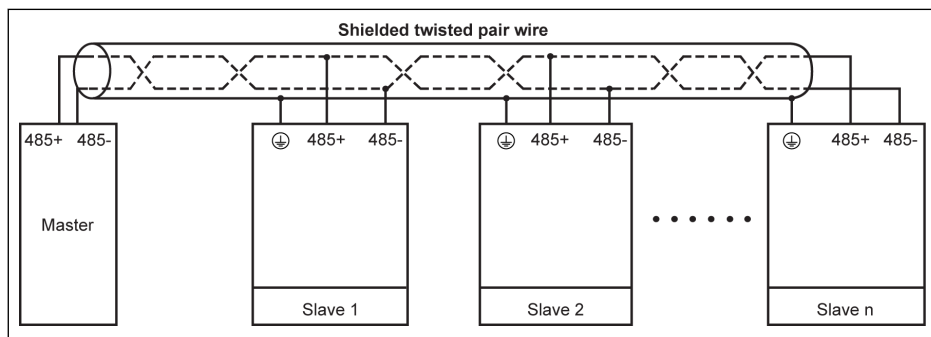 Shielded twisted pair wire
485+ 485-
485+ 485-
485+ 485-
485+ 485-
Master
Slave 1
Slave 2
Slave n